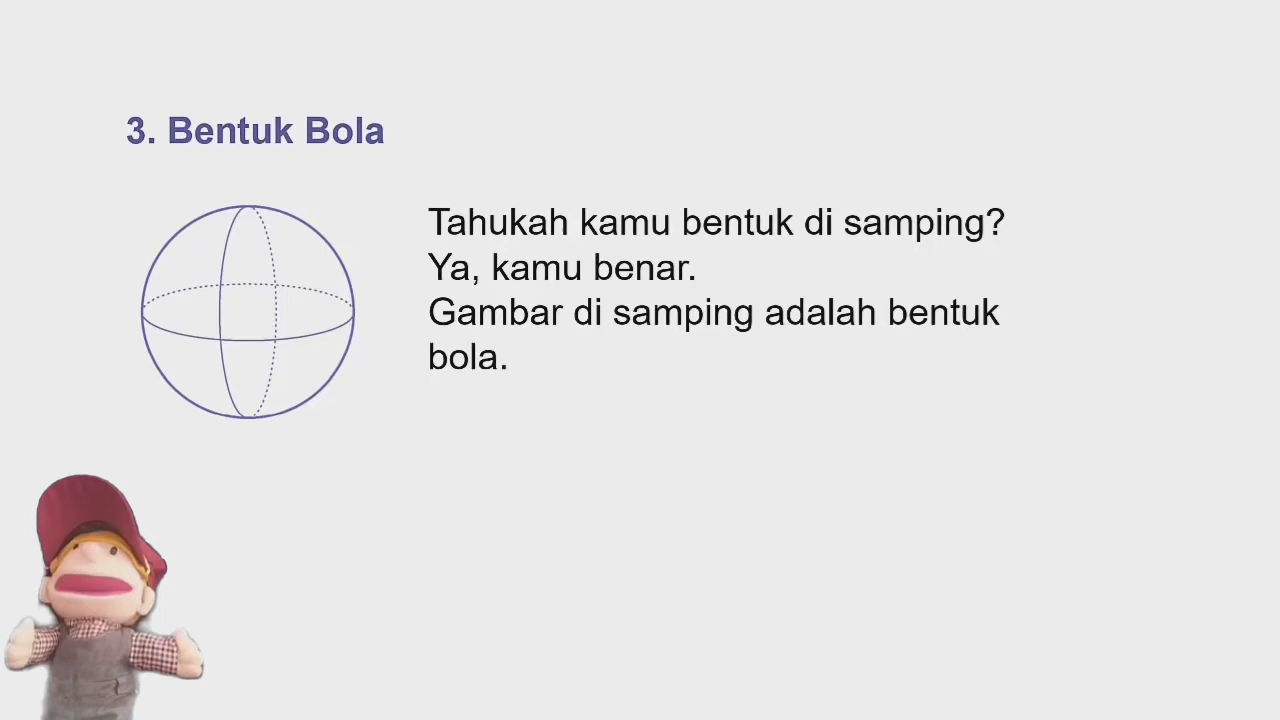 3. Bentuk Bola
Tahukah kamu bentuk di samping?
Ya, kamu benar.
Gambar di samping adalah bentuk
bola.